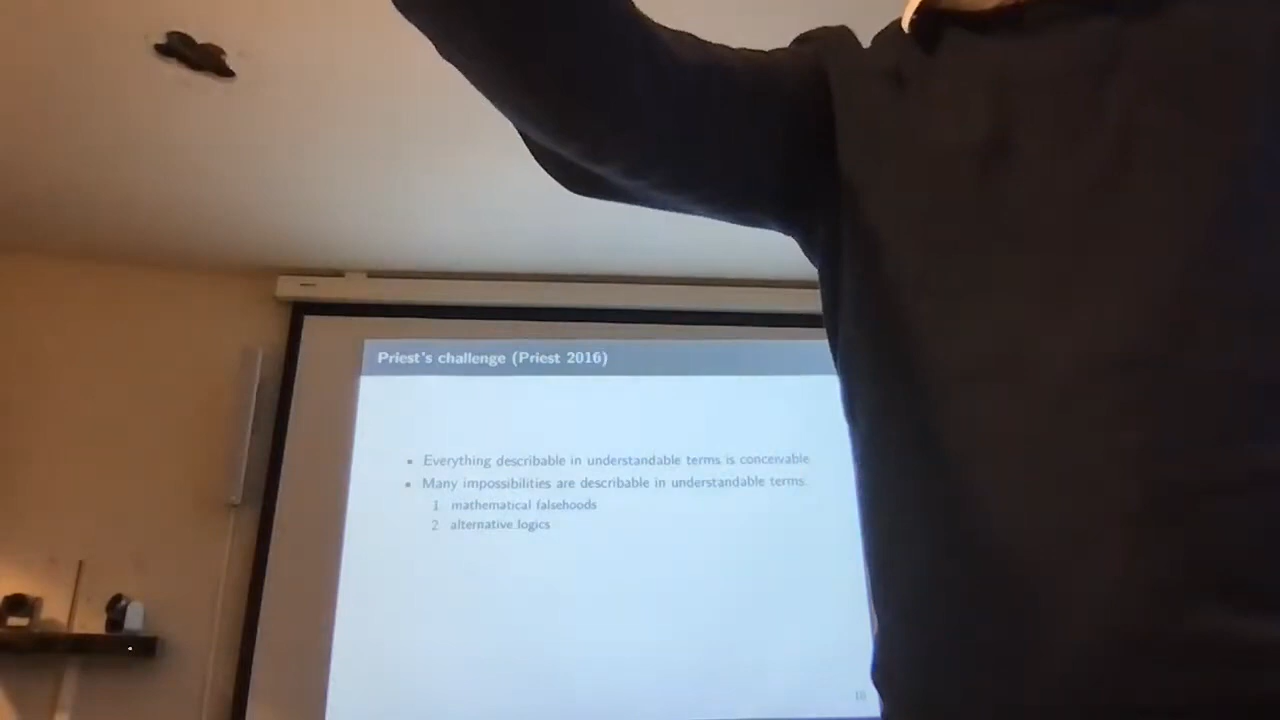 Priest's challenge (Priest 2016)
Everything describable in understandable terms is conceivable
Many impossibilities are describable in understandable terms
1 mathematical falsehoods
2 alternative logics